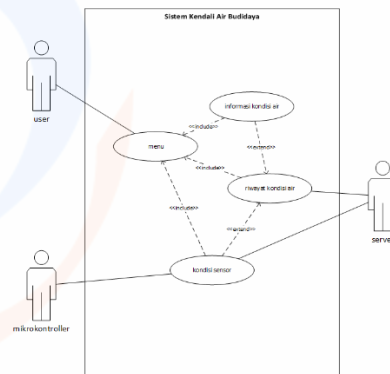 Sistem Kendali Air Budidaya
user
informasi kondisi air
<<include>>
menu
<<extend>>
<<include>>
riwayat kondisi air
<<include>>
<<extend>>
server
kondisi sensor
mikrokontroller